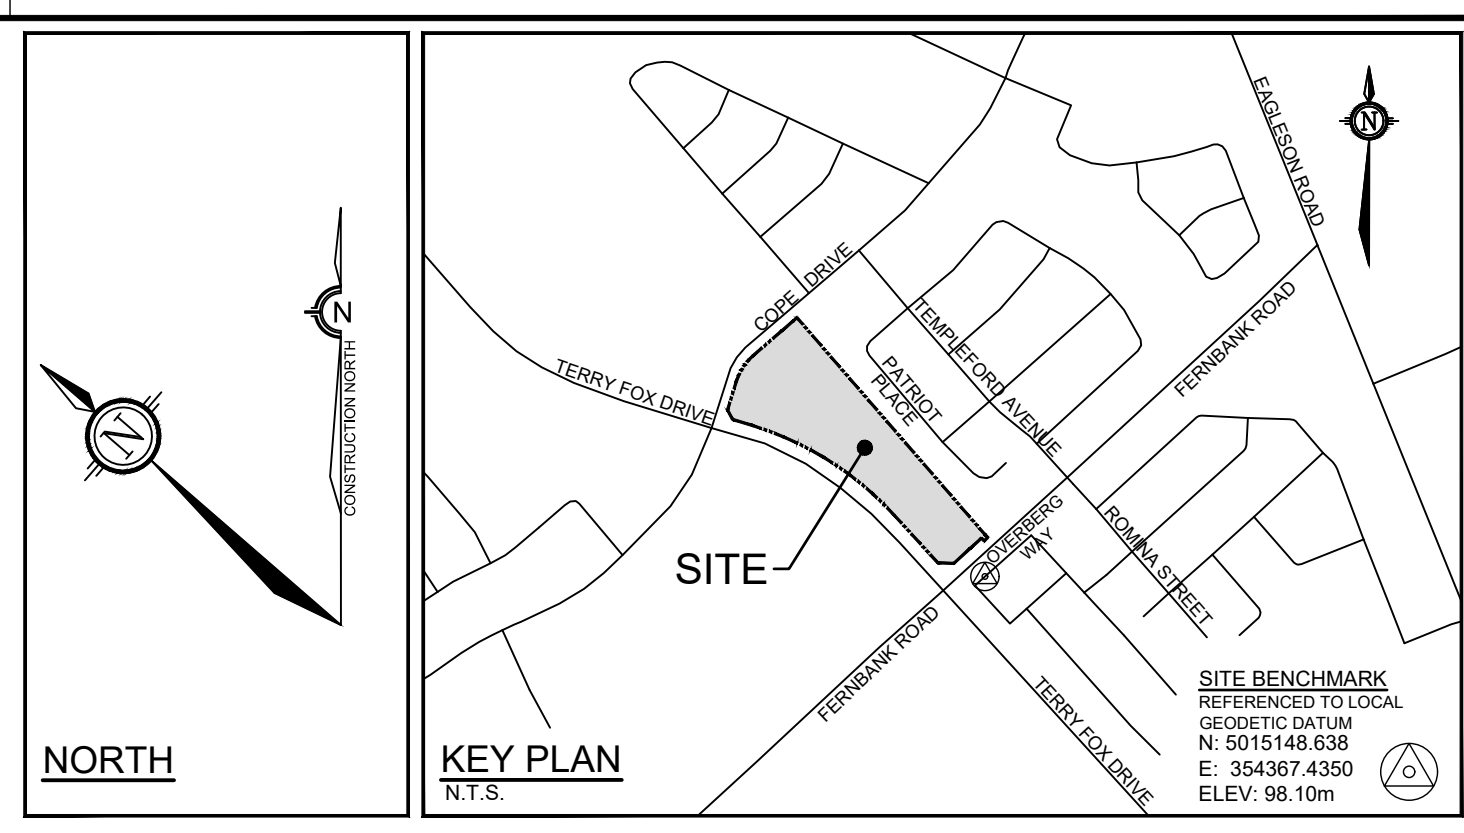 N
N
CONSTRUCTION NORTH
NORTH
N
EAGLESON ROAD
COPE DRIVE
TERRY FOX DRIVE
TEMPLEFORD AVENUE
PATRIOT
PLACE
FERNBANK ROAD
SITE
OVERBERG
WAY
ROMINA STREET
FERNBANK ROAD
TERRY FOX DRIVE
KEY PLAN
N.T.S.
SITE BENCHMARK
REFERENCED TO LOCAL
GEODETIC DATUM
N: 5015148.638
E: 354367.4350
ELEV: 98.10m